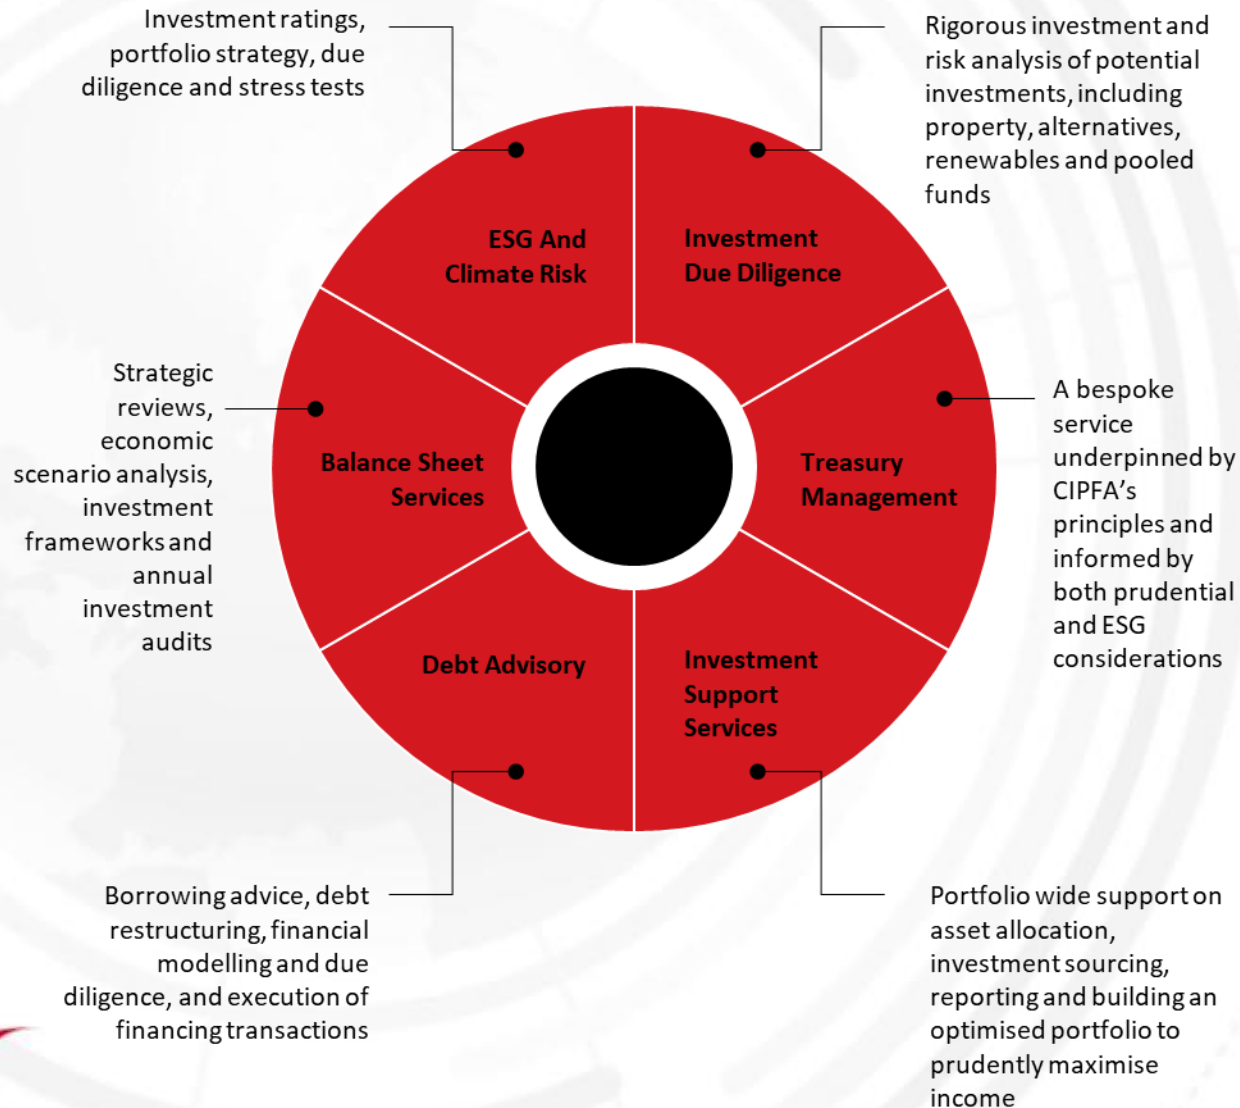 Investment ratings,
portfolio strategy, due
diligence and stress tests
Rigorous investment and
risk analysis of potential
investments, including
property, alternatives,
renewables and pooled
funds
ESG And
Climate Risk
Investment
Due Diligence
Strategic
reviews,
economic
scenario analysis,
investment
frameworks and
annual
investment
audits
Balance Sheet
Services
Treasury
Management
A bespoke
service
underpinned by
CIPFA’s
principles and
informed by
both prudential
and ESG
considerations
Debt Advisory
Investment
Support
Services
Borrowing advice, debt
restructuring, financial
modelling and due
diligence, and execution of
financing transactions
Portfolio wide support on
asset allocation,
investment sourcing,
reporting and building an
optimised portfolio to
prudently maximise
income